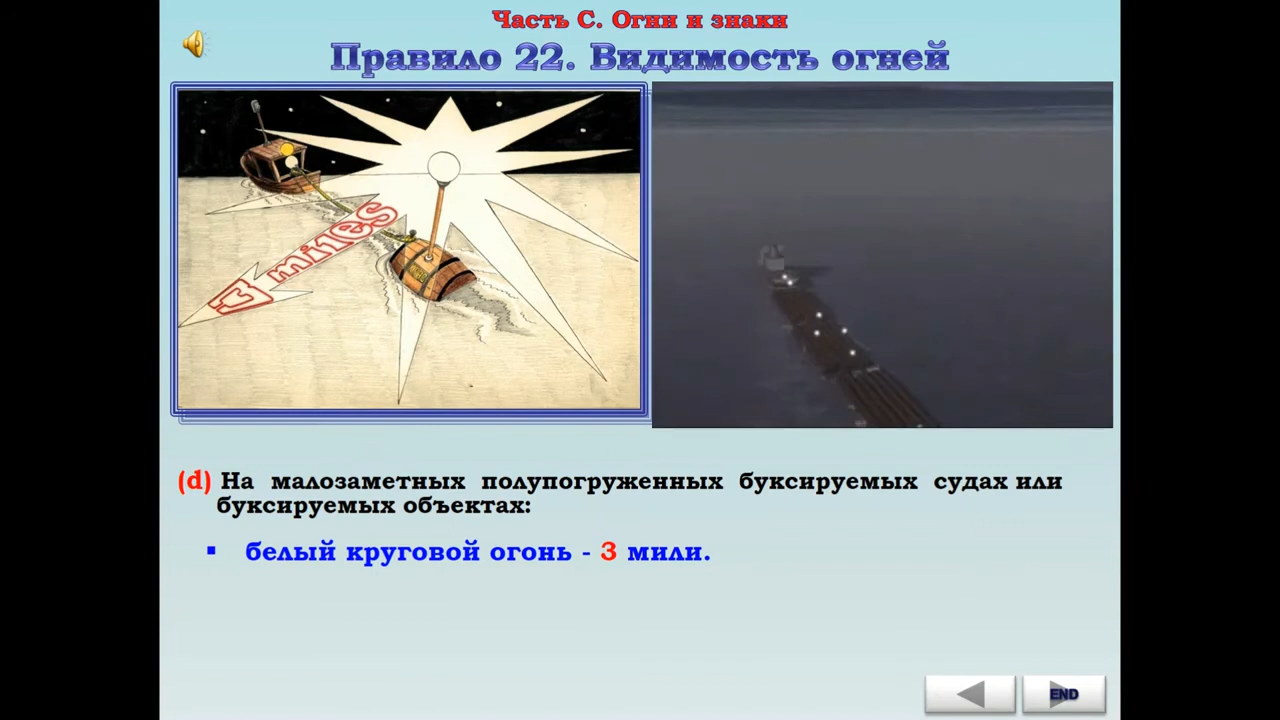 Часть С. Огни и знаки
Правило 22. Видимость огней
3 miles
(d) На малозаметных полупогруженных буксируемых судах или
буксируемых объектах:
▪ белый круговой огонь - 3 мили.
END